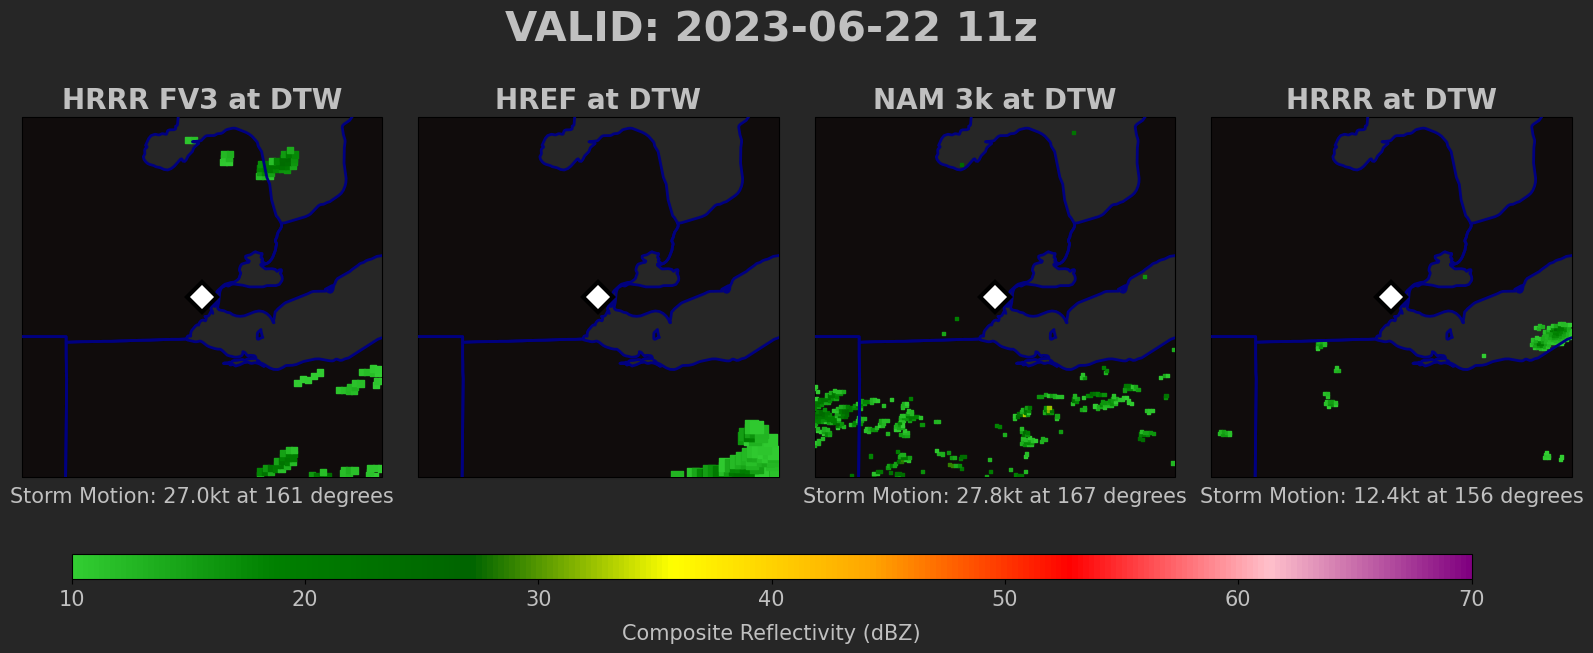 VALID: 2023-06-22 11z
HRRR FV3 at DTW
HREF at DTW
NAM 3k at DTW
HRRR at DTW
Storm Motion: 27.0kt at 161 degrees
Storm Motion: 27.8kt at 167 degrees
Storm Motion: 12.4kt at 156 degrees
10 20 30 40 50 60 70
Composite Reflectivity (dBZ)